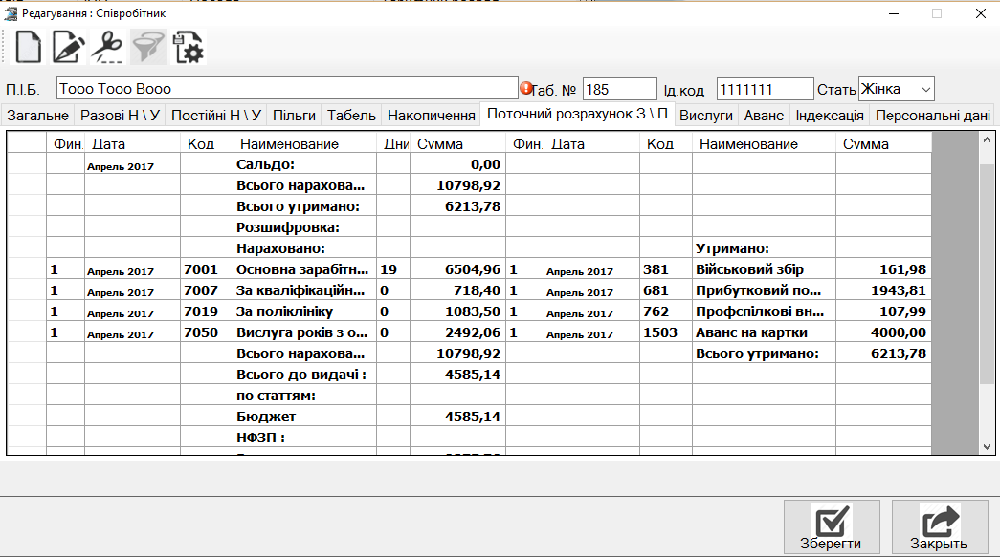 Редагування : Співробітник
П.І.Б. Тооо Тооо Вооо Таб. № 185 Ід.код 1111111 Стать Жінка
Загальне Разові Н \ У Постійні Н \ У Пільги Табель Накопичення Поточний розрахунок З \ П Вислуги Аванс Індексація Персональні дані
Фин. Дата Код Наименование Дни Сумма Фин. Дата Код Наименование Сумма
Апрель 2017 Сальдо: 0,00
Всього нарахова... 10798,92
Всього утримано: 6213,78
Розшифровка:
Нараховано: Утримано:
1 Апрель 2017 7001 Основна зарабітн... 19 6504,96 1 Апрель 2017 381 Військовий збір 161,98
1 Апрель 2017 7007 За кваліфікаційн... 0 718,40 1 Апрель 2017 681 Прибутковий по... 1943,81
1 Апрель 2017 7019 За поліклініку 0 1083,50 1 Апрель 2017 762 Профспілкові вн... 107,99
1 Апрель 2017 7050 Вислуга років з о... 0 2492,06 1 Апрель 2017 1503 Аванс на картки 4000,00
Всього нарахова... 10798,92 Всього утримано: 6213,78
Всього до видачі : 4585,14
по статтям:
Бюджет 4585,14
НФЗП :
Зберегти Закрыть